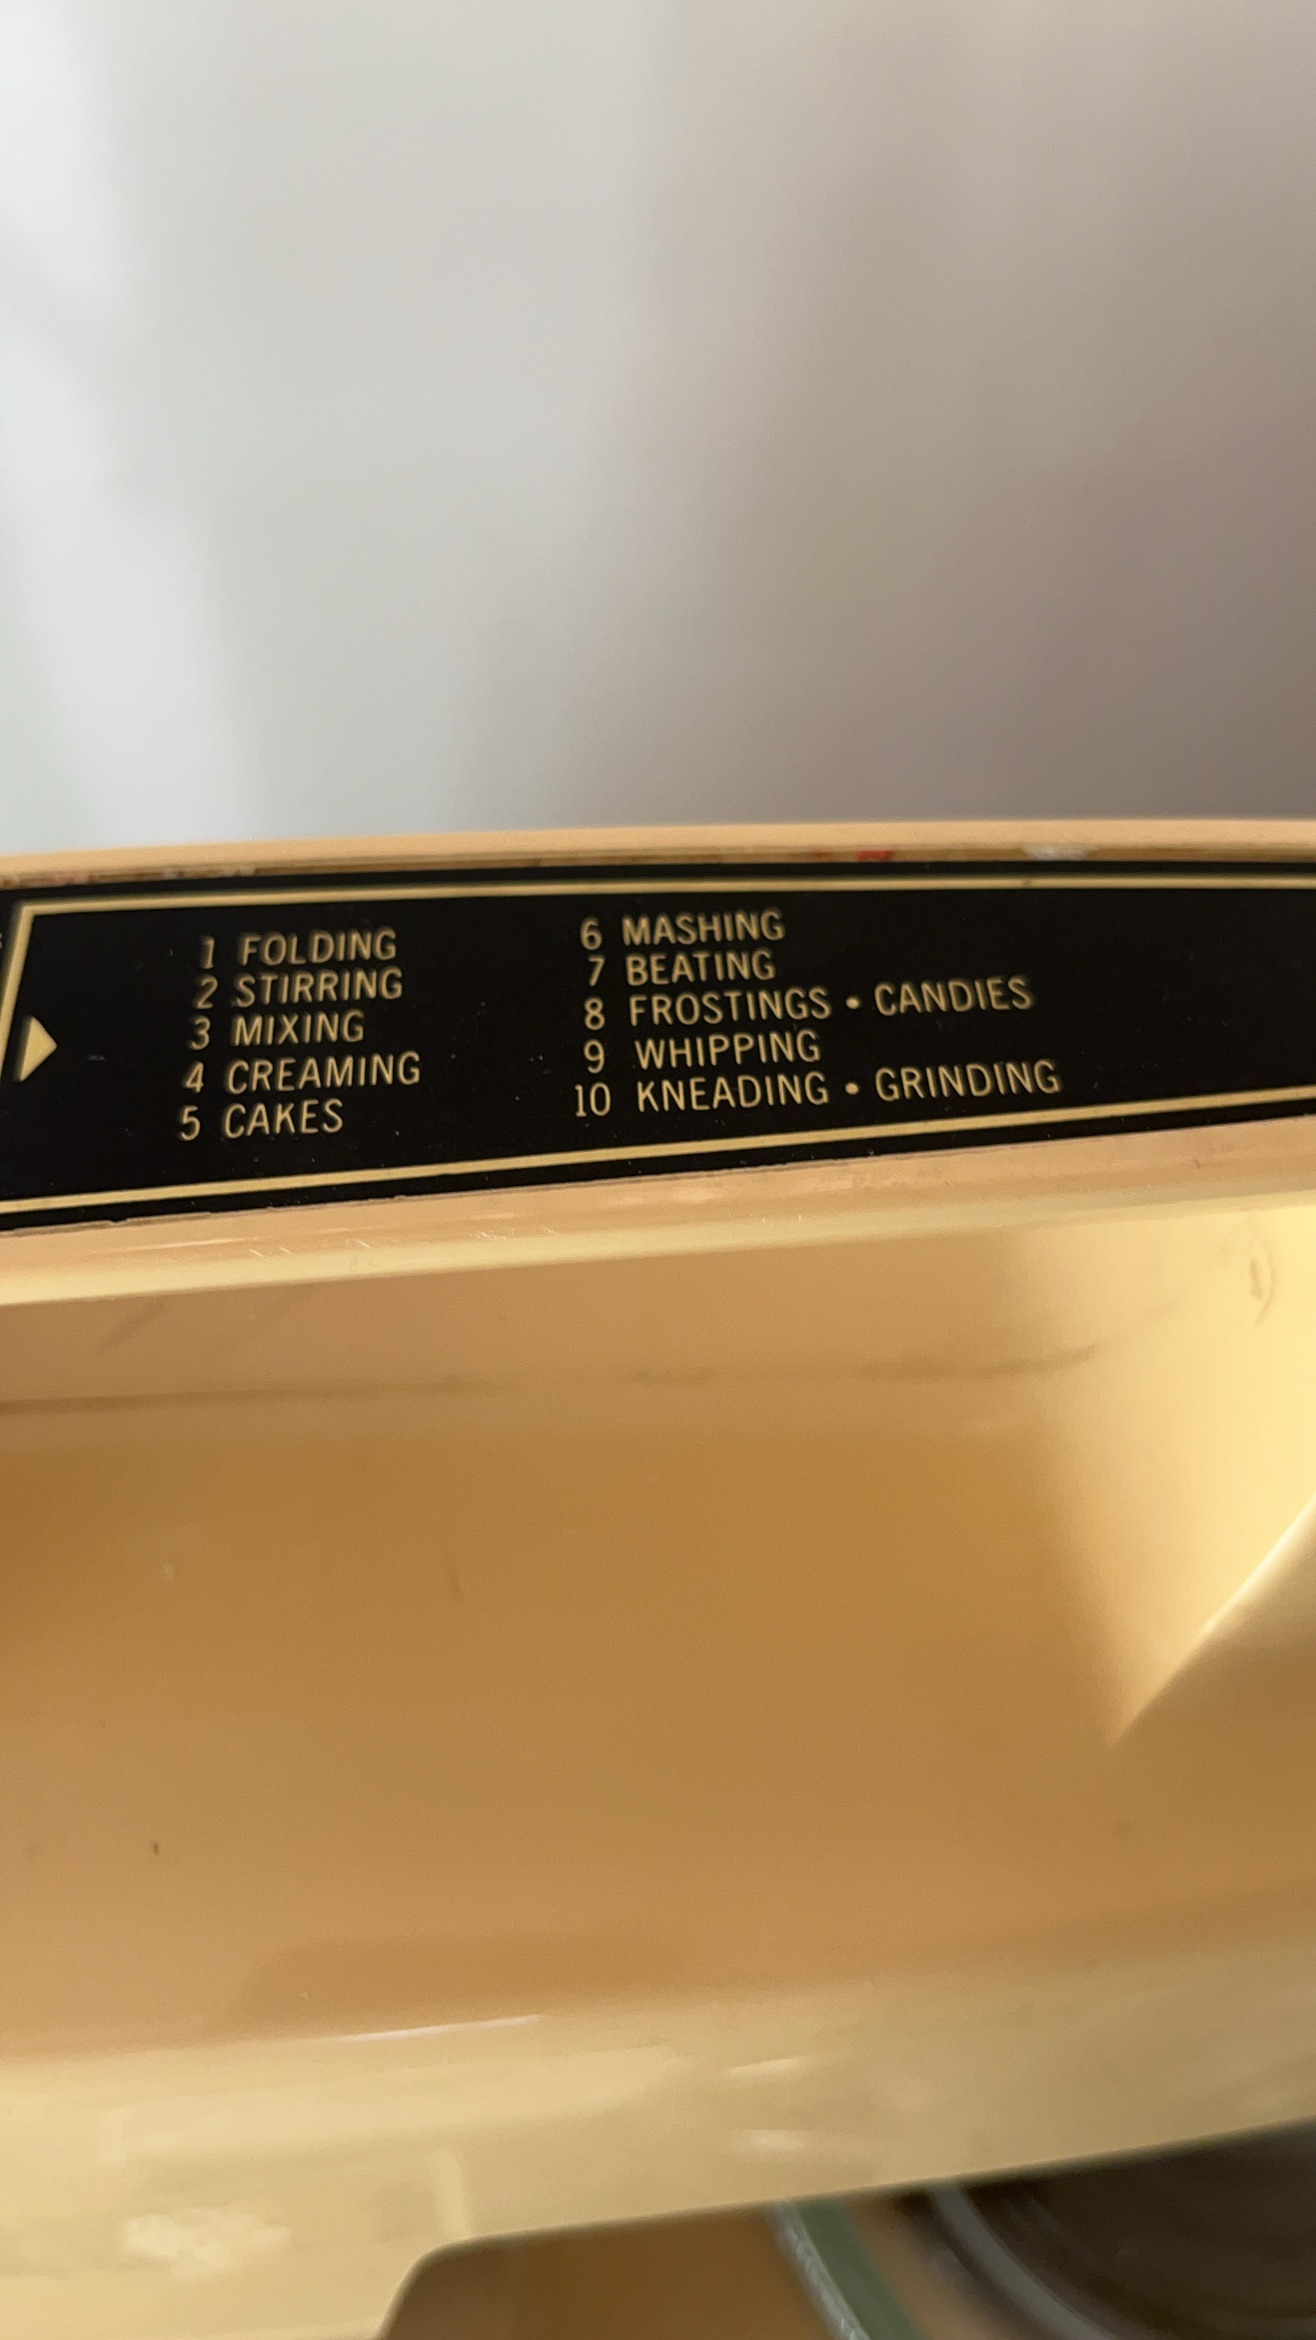 1 FOLDING
2 STIRRING
3 MIXING
4 CREAMING
5 CAKES
6 MASHING
7 BEATING
8 FROSTINGS • CANDIES
9 WHIPPING
10 KNEADING • GRINDING